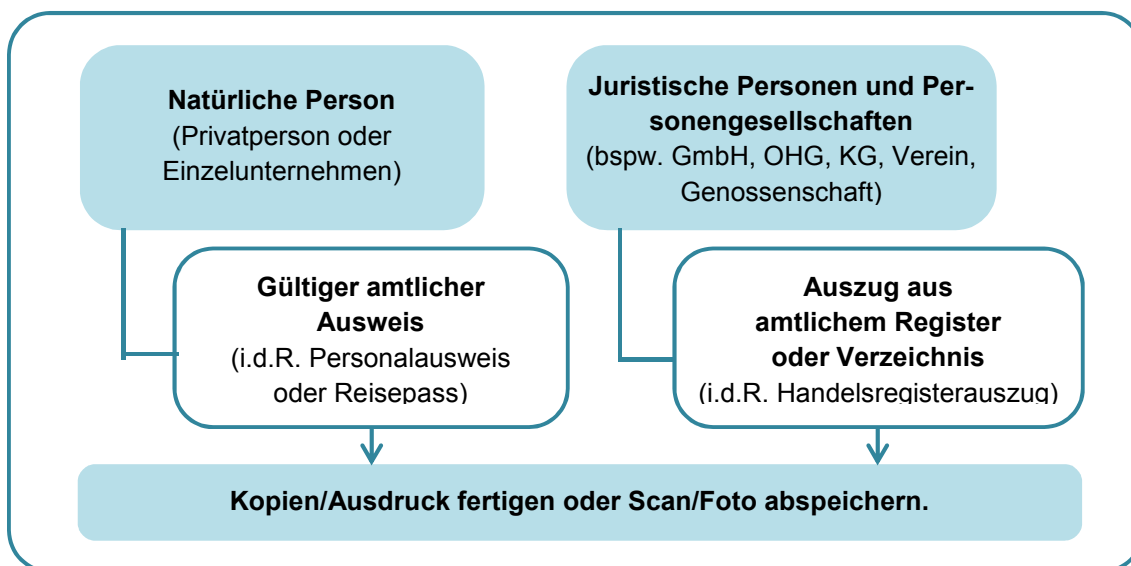 Natürliche Person
(Privatperson oder
Einzelunternehmen)
Juristische Personen und Per-
sonengesellschaften
(bspw. GmbH, OHG, KG, Verein,
Genossenschaft)
Gültiger amtlicher
Ausweis
(i.d.R. Personalausweis
oder Reisepass)
Auszug aus
amtlichem Register
oder Verzeichnis
(i.d.R. Handelsregisterauszug)
Kopien/Ausdruck fertigen oder Scan/Foto abspeichern.